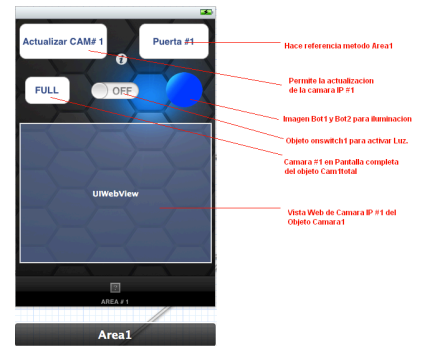 Actualizar CAM# 1
Puerta #1
Hace referencia metodo Area1
Permite la actualizacion
de la camara IP #1
FULL
OFF
Imagen Bot1 y Bot2 para iluminacion
Objeto onswitch1 para activar Luz.
Camara #1 en Pantalla completa
del objeto Cam1total
UIWebView
Vista Web de Camara IP #1 del
Objeto Camara1
AREA # 1
Area1